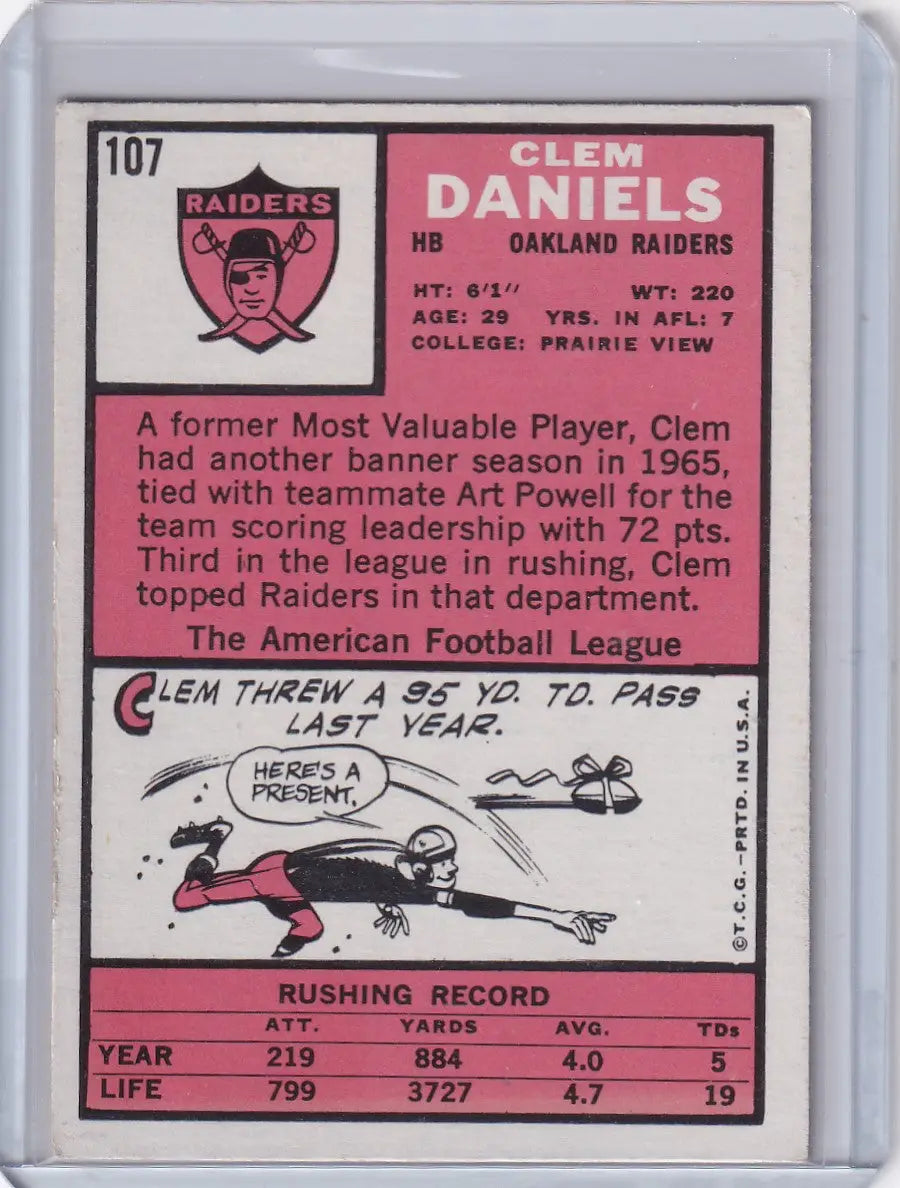 107
RAIDERS
CLEM
DANIELS
HB OAKLAND RAIDERS
HT: 6'1" WT: 220
AGE: 29 YRS. IN AFL: 7
COLLEGE: PRAIRIE VIEW
A former Most Valuable Player, Clem
had another banner season in 1965,
tied with teammate Art Powell for the
team scoring leadership with 72 pts.
Third in the league in rushing, Clem
topped Raiders in that department.
The American Football League
CLEM THREW A 95 YD. TD. PASS
LAST YEAR.
HERE'S A
PRESENT.
©T.C.G.-PRTD. IN U.S.A.
RUSHING RECORD
ATT. YARDS AVG. TDs
YEAR 219 884 4.0 5
LIFE 799 3727 4.7 19